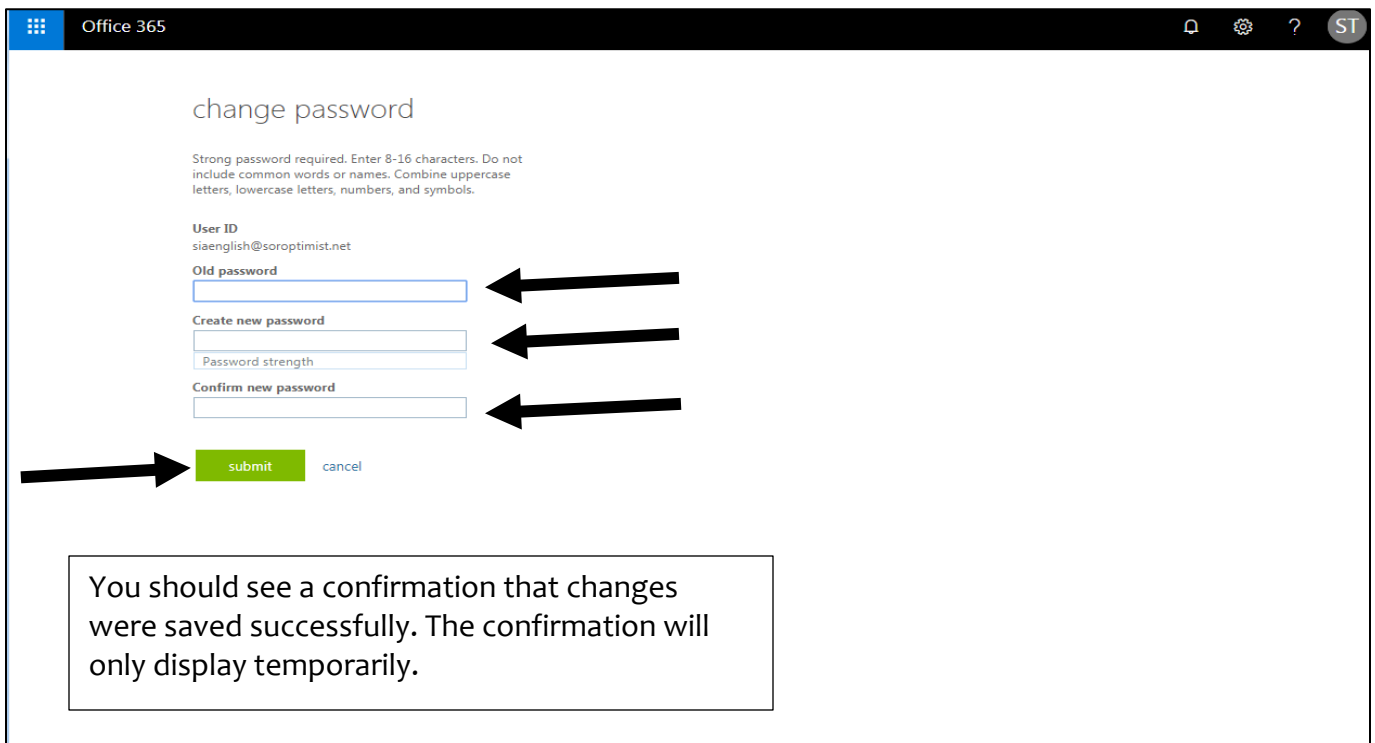 Office 365
?
ST
change password
Strong password required. Enter 8-16 characters. Do not
include common words or names. Combine uppercase
letters, lowercase letters, numbers, and symbols.
User ID
siaenglish@soroptimist.net
Old password
Create new password
Password strength
Confirm new password
submit cancel
You should see a confirmation that changes
were saved successfully. The confirmation will
only display temporarily.